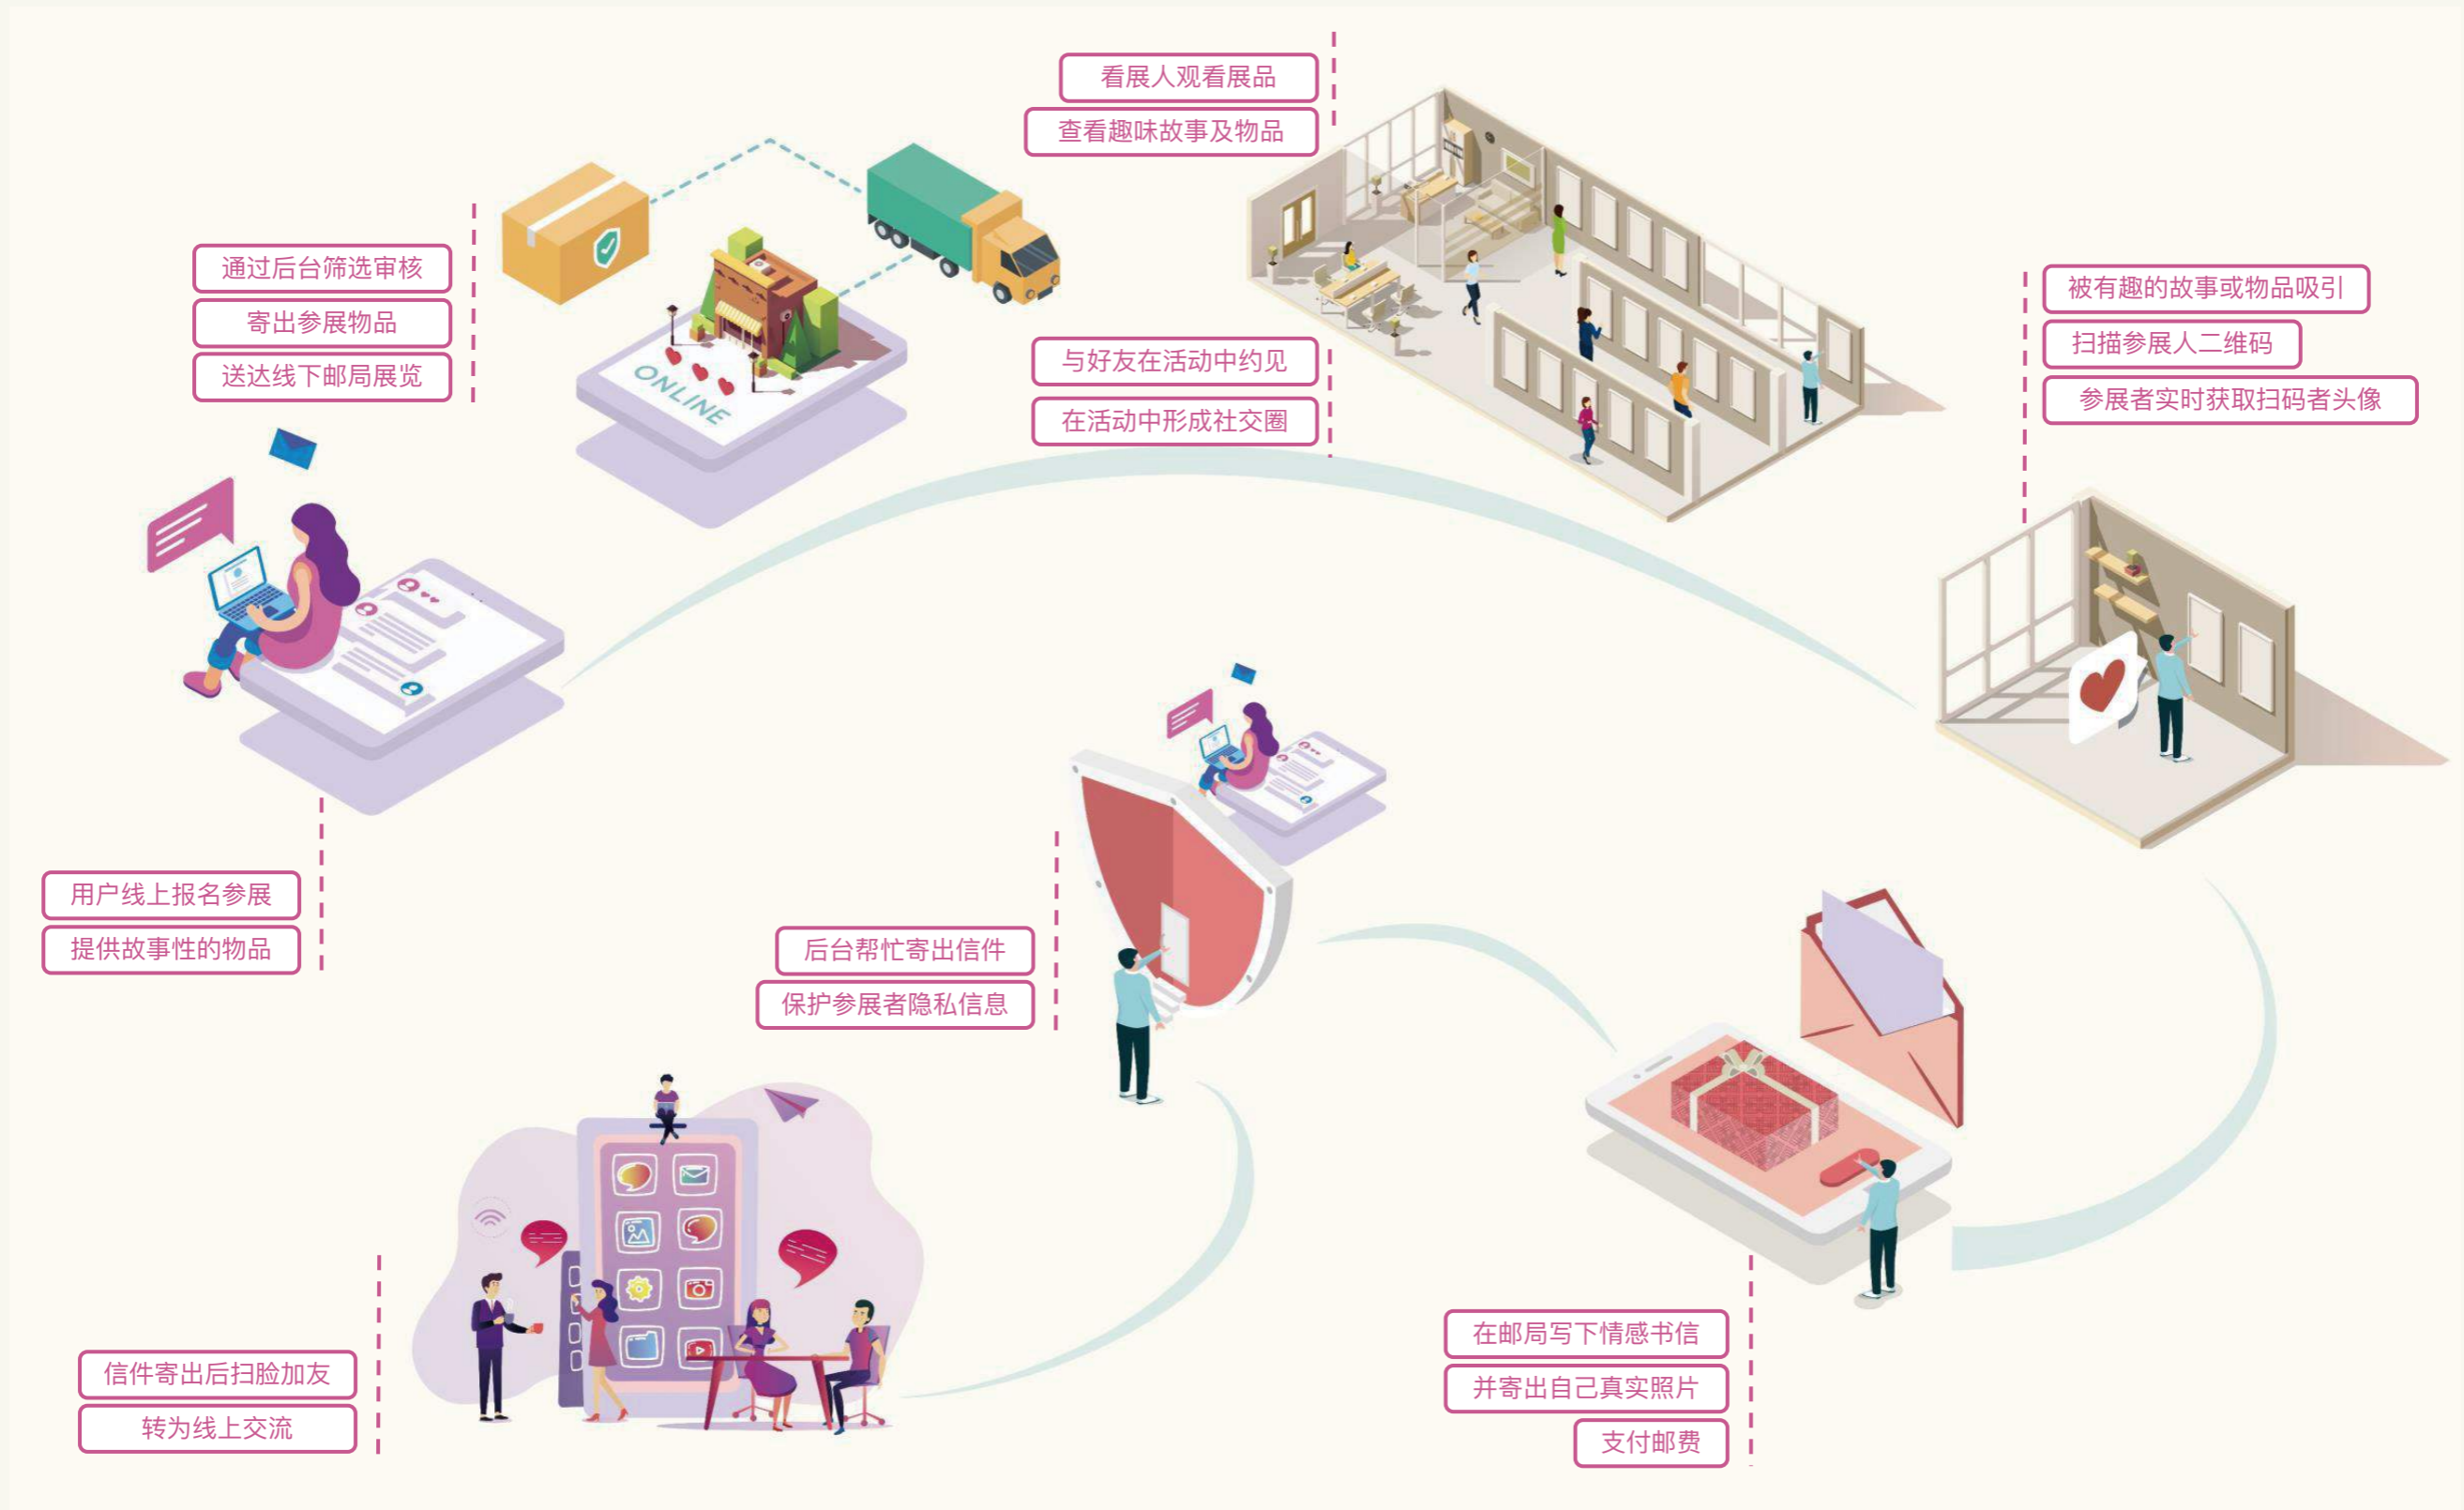 看展人观看展品
查看趣味故事及物品
通过后台筛选审核
寄出参展物品
送达线下邮局展览
ONLINE
与好友在活动中约见
在活动中形成社交圈
被有趣的故事或物品吸引
扫描参展人二维码
参展者实时获取扫码者头像
用户线上报名参展
提供故事性的物品
后台帮忙寄出信件
保护参展者隐私信息
在邮局写下情感书信
并寄出自己真实照片
支付邮费
信件寄出后扫脸加友
转为线上交流